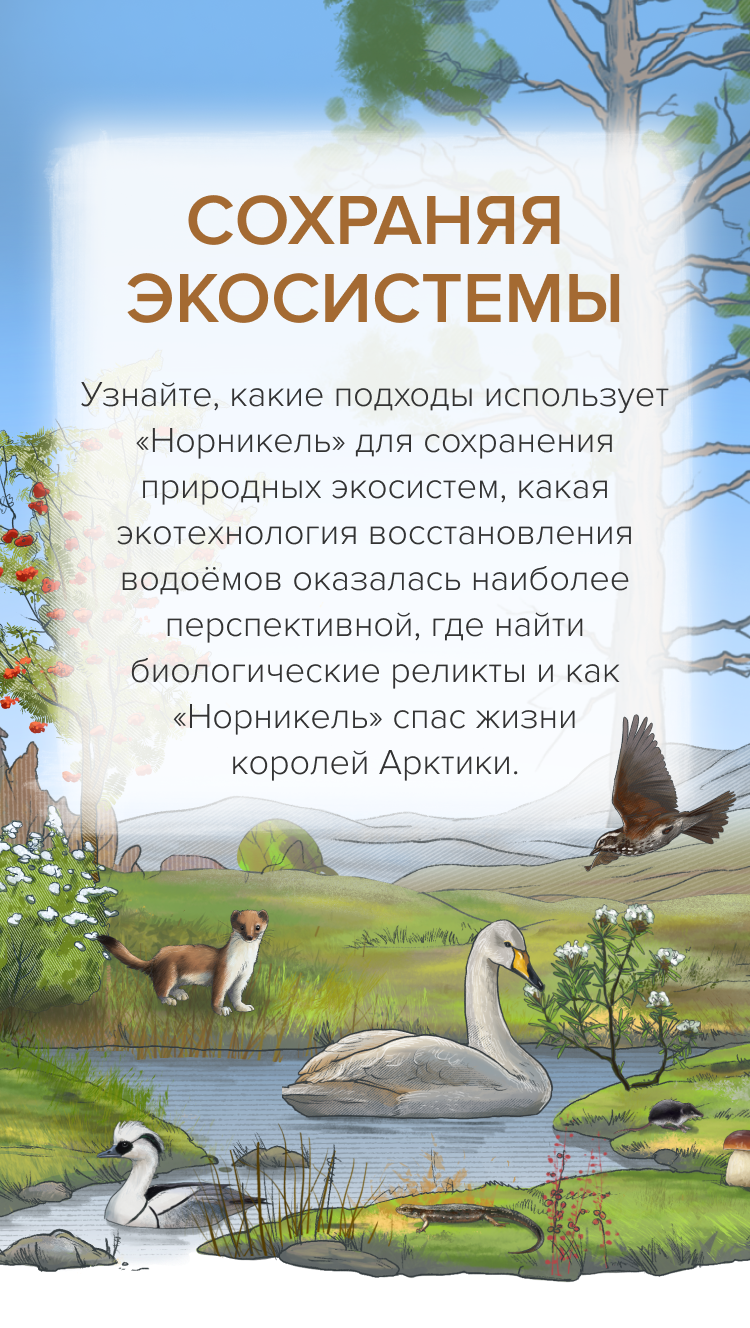 СОХРАНЯЯ
ЭКОСИСТЕМЫ
Узнайте, какие подходы использует
«Норникель» для сохранения
природных экосистем, какая
экотехнология восстановления
водоёмов оказалась наиболее
перспективной, где найти
биологические реликты и как
«Норникель» спас жизни
королей Арктики.